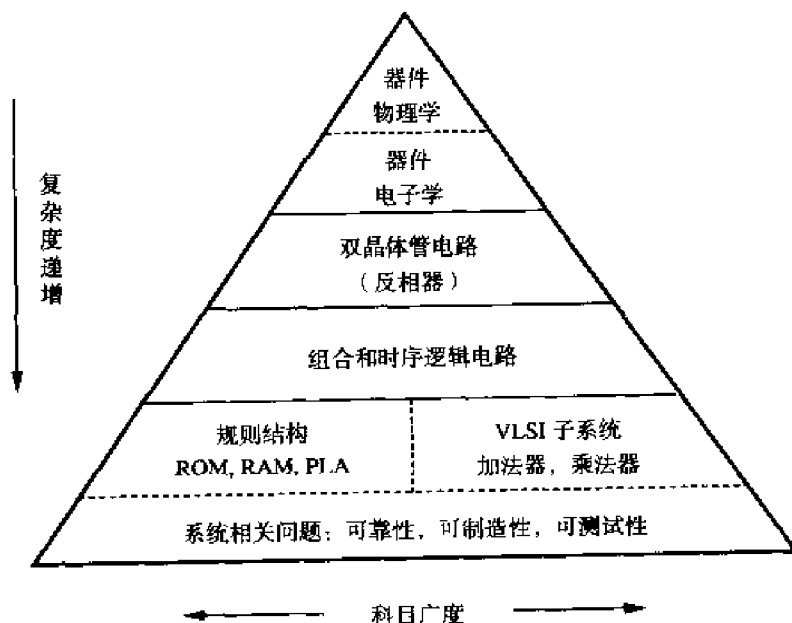 器件
物理学
器件
电子学
复杂度递增
双晶体管电路
（反相器）
组合和时序逻辑电路
规则结构
ROM, RAM, PLA
VLSI 子系统
加法器，乘法器
系统相关问题：可靠性，可制造性，可测试性
科目广度